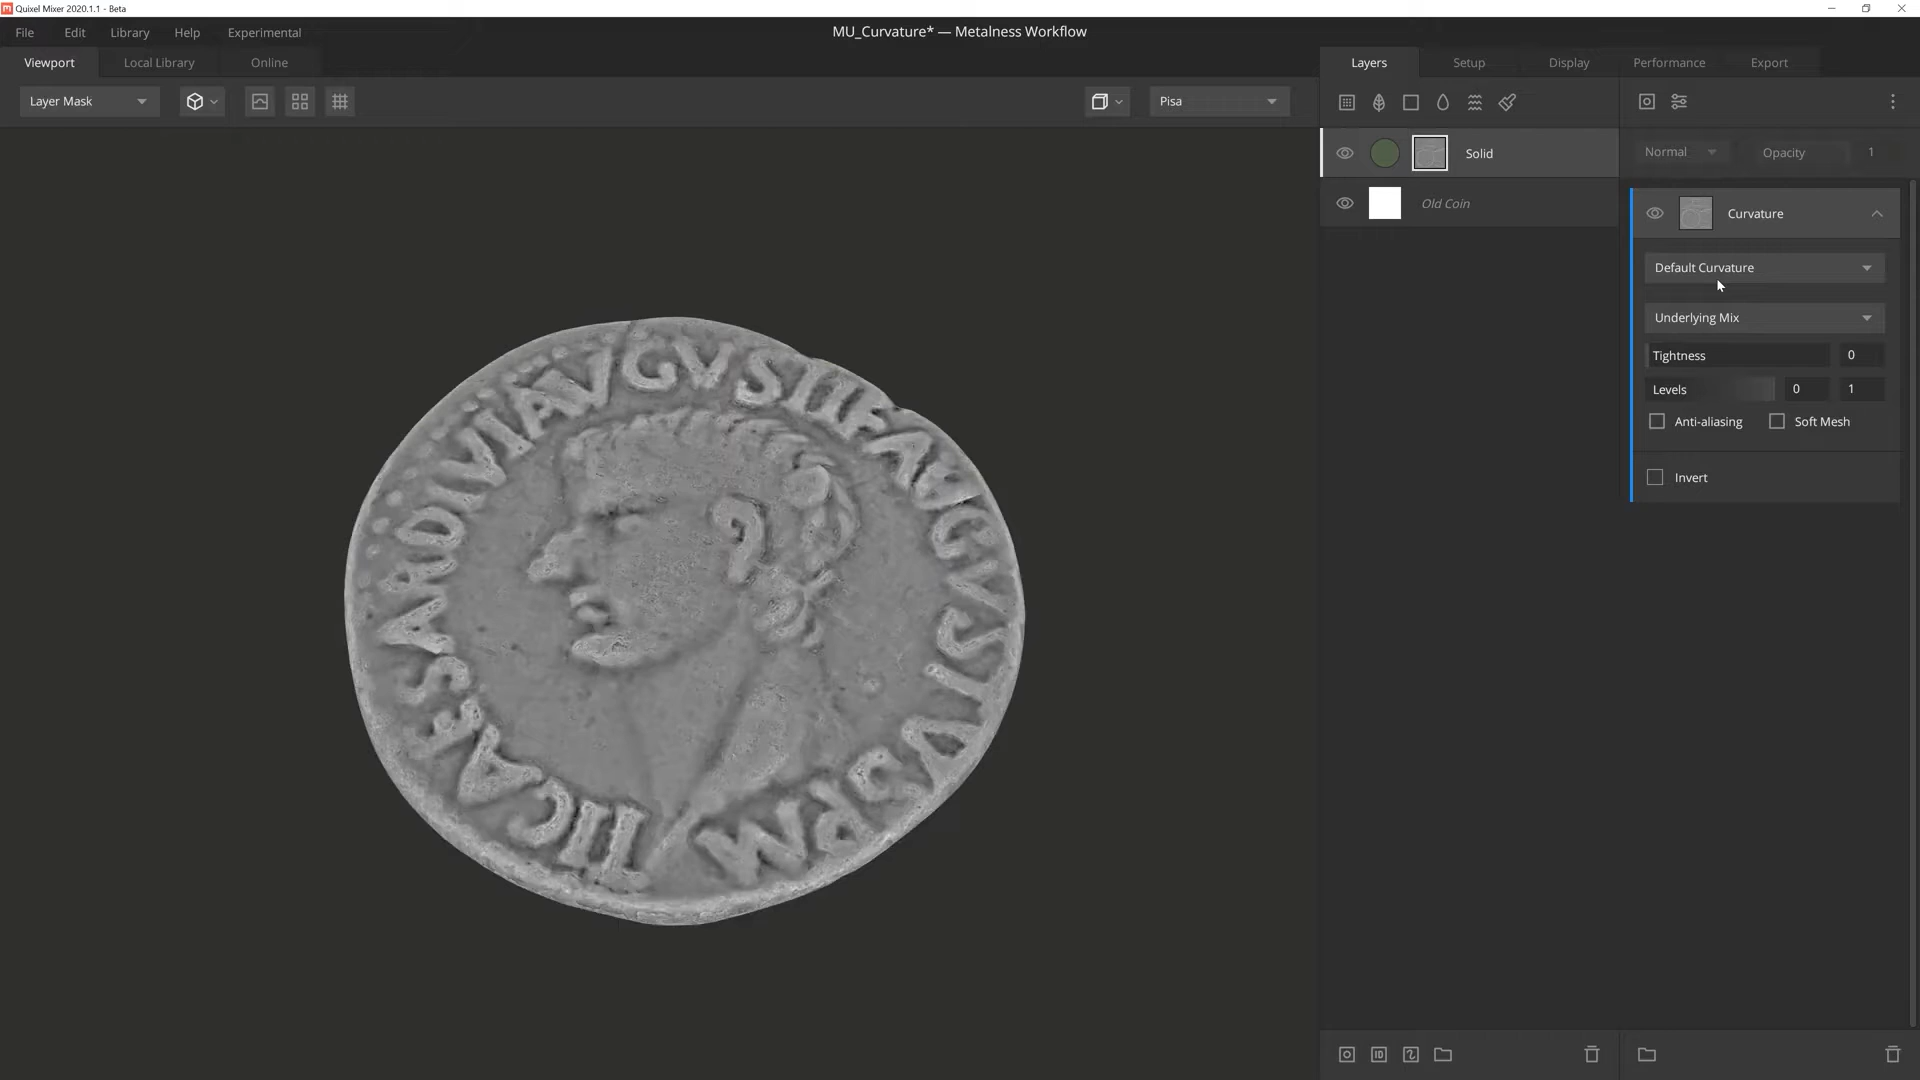 Quixel Mixer 2020.1.1 - Beta
File Edit Library Help Experimental
MU_Curvature* — Metalness Workflow
Viewport Local Library Online
Layers Setup Display Performance Export
Layer Mask
Pisa
Solid
Old Coin
Normal Opacity 1
Curvature
Default Curvature
Underlying Mix
Tightness 0
Levels 0 1
Anti-aliasing Soft Mesh
Invert